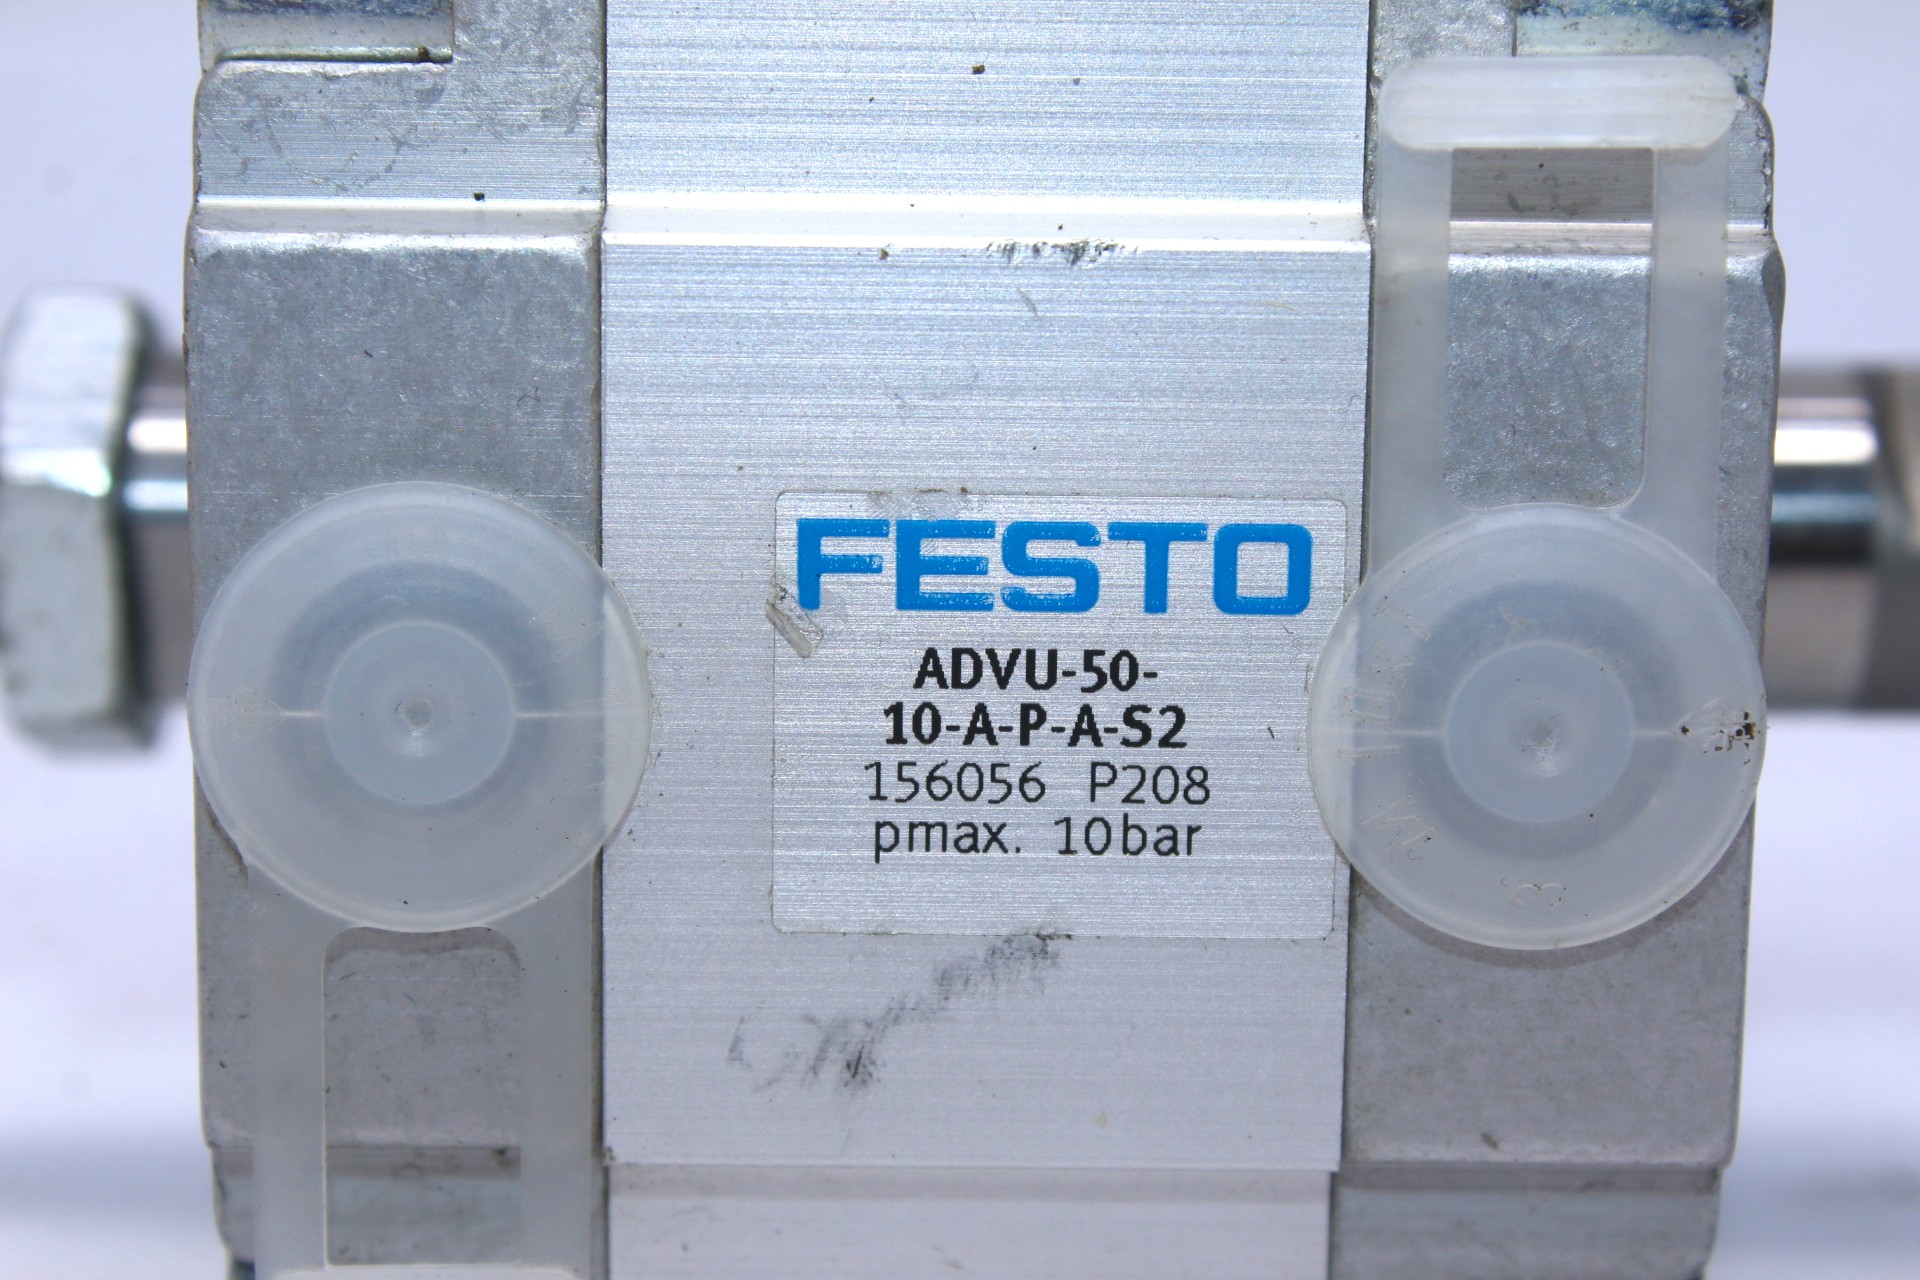 FESTO
ADVU-50-
10-A-P-A-S2
156056 P208
pmax. 10bar